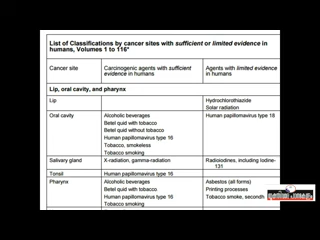 List of Classifications by cancer sites with sufficient or limited evidence in
humans, Volumes 1 to 116*
Cancer site
Carcinogenic agents with sufficient
evidence in humans
Agents with limited evidence
in humans
Lip, oral cavity, and pharynx
Lip
Hydrochlorothiazide
Solar radiation
Oral cavity
Alcoholic beverages
Betel quid with tobacco
Betel quid without tobacco
Human papillomavirus type 16
Tobacco, smokeless
Tobacco smoking
Human papillomavirus type 18
Salivary gland
X-radiation, gamma-radiation
Radioiodines, including Iodine-
131
Tonsil
Human papillomavirus type 16
Pharynx
Alcoholic beverages
Betel quid with tobacco
Human papillomavirus type 16
Tobacco smoking
Asbestos (all forms)
Printing processes
Tobacco smoke, secondh